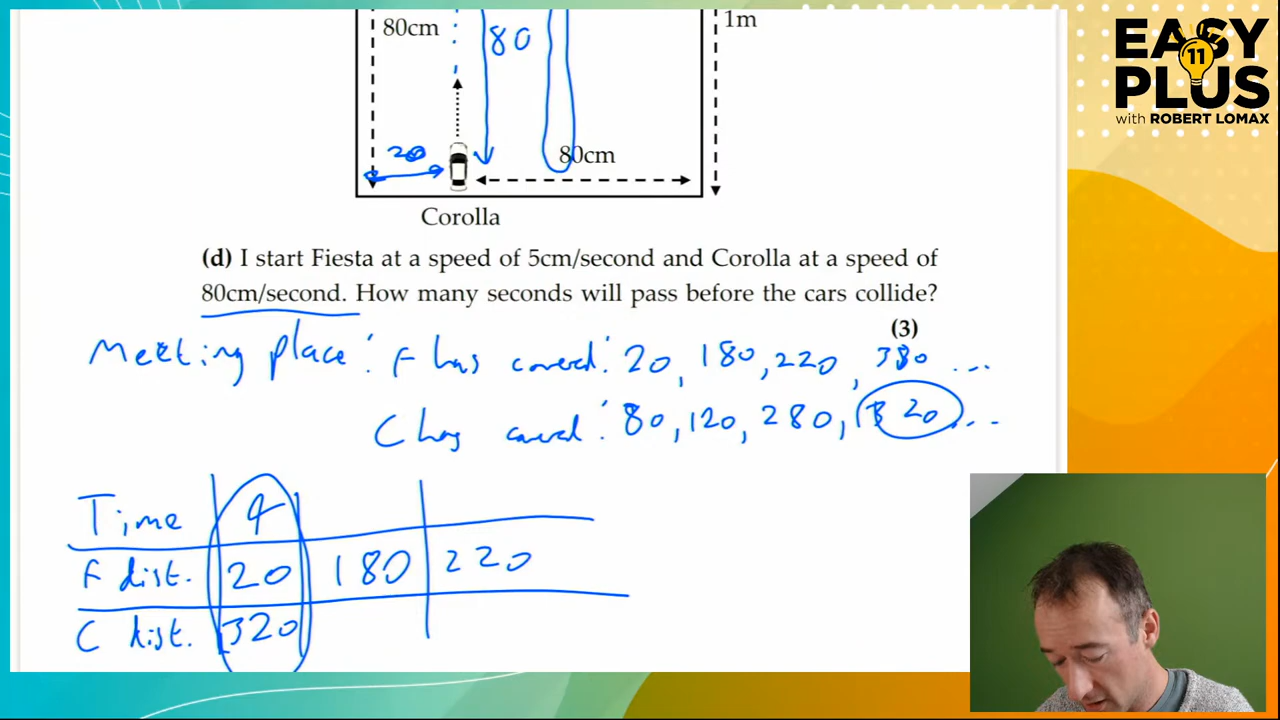 80cm
80
1m
EASY
11
PLUS
with ROBERT LOMAX
20
80cm
Corolla
(d) I start Fiesta at a speed of 5cm/second and Corolla at a speed of
80cm/second. How many seconds will pass before the cars collide?
(3)
Meeting place: F has covered: 20, 180, 220, 380 ...
C has covered: 80, 120, 280, 320 ...
Time 4
F dist. 20 180 220
C dist. 320